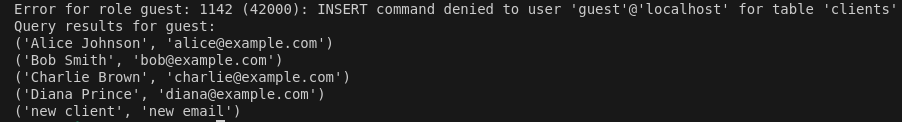 Error for role guest: 1142 (42000): INSERT command denied to user 'guest'@'localhost' for table 'clients'
Query results for guest:
('Alice Johnson', 'alice@example.com')
('Bob Smith', 'bob@example.com')
('Charlie Brown', 'charlie@example.com')
('Diana Prince', 'diana@example.com')
('new client', 'new email')